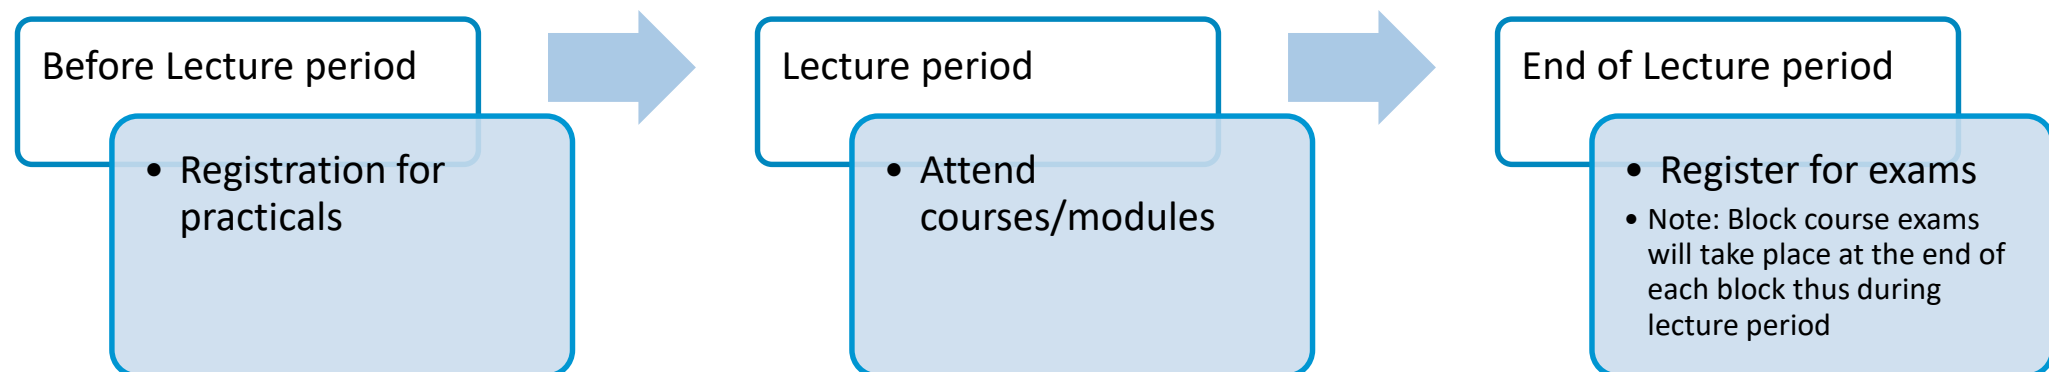 Before Lecture period
• Registration for
practicals
Lecture period
• Attend
courses/modules
End of Lecture period
• Register for exams
• Note: Block course exams
will take place at the end of
each block thus during
lecture period